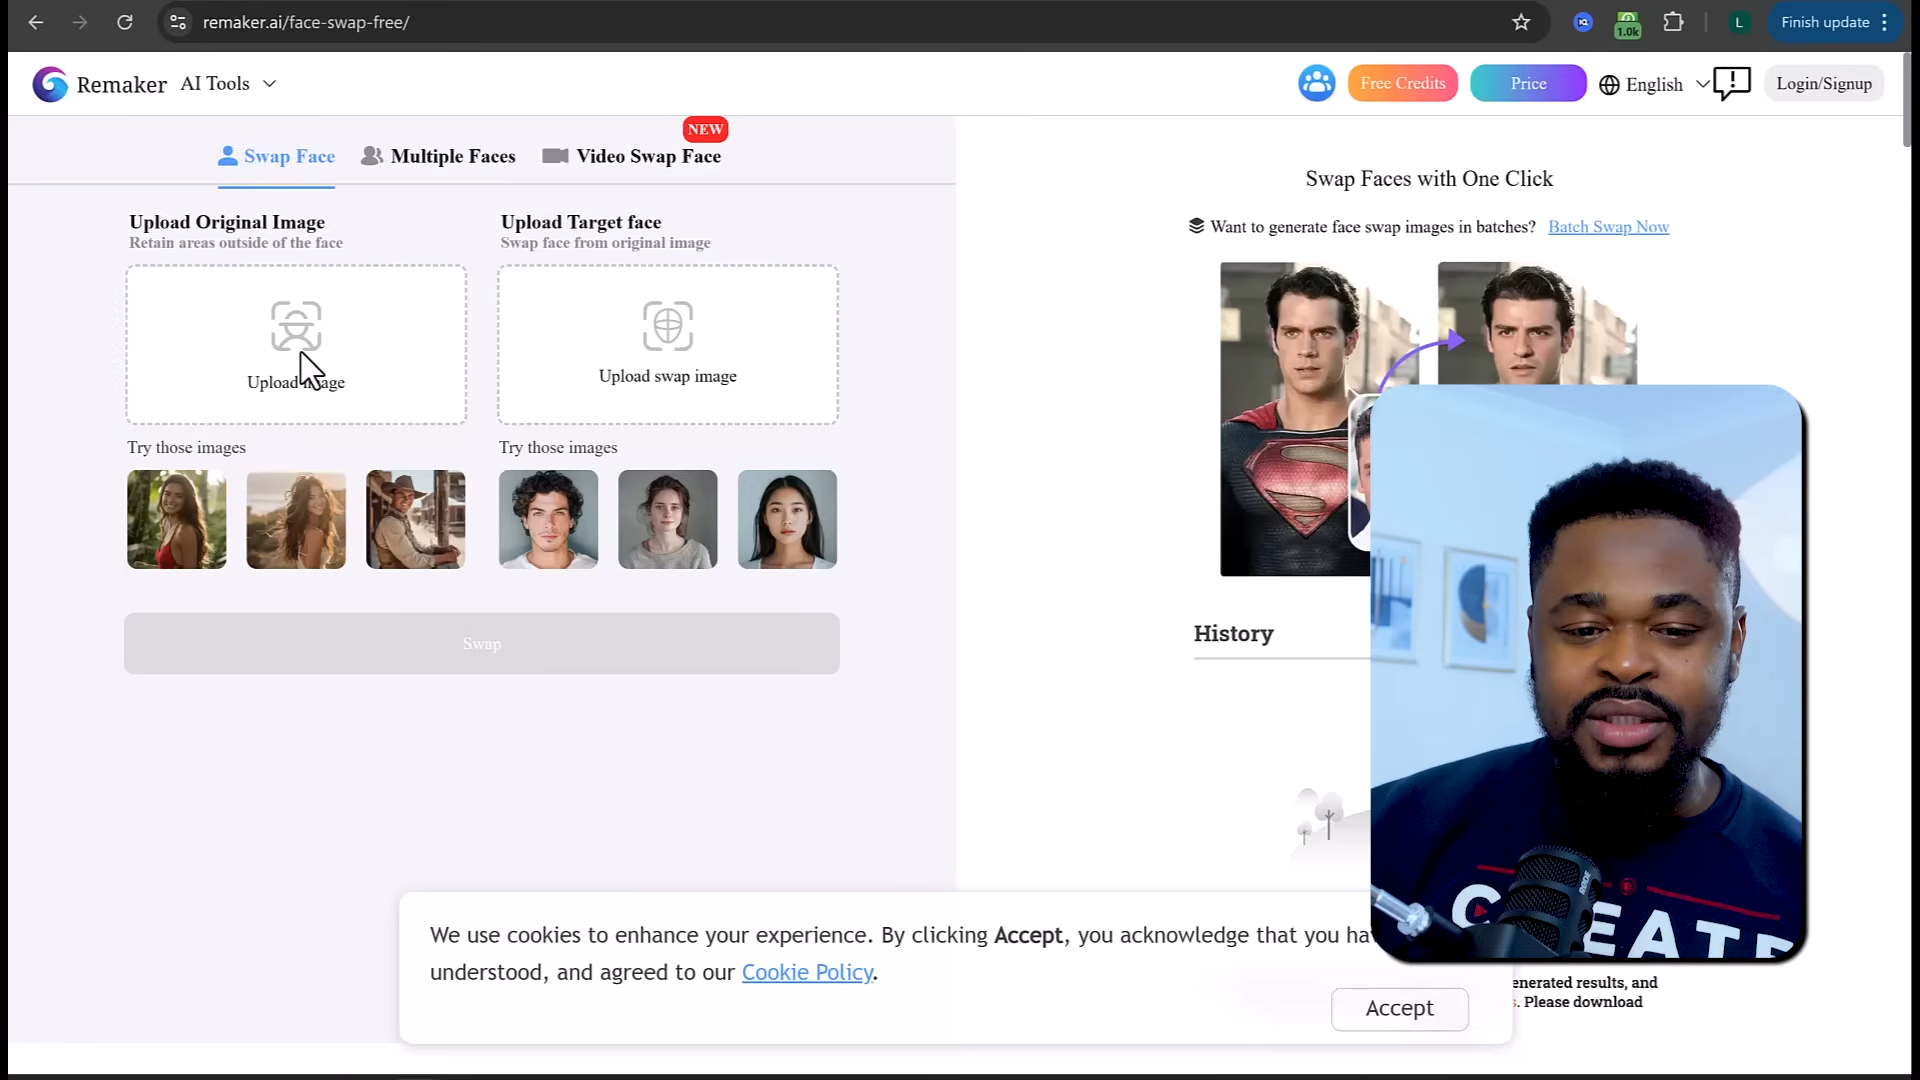 remaker.ai/face-swap-free/
1.0k
L
Finish update
Remaker
AI Tools
Free Credits
Price
English
Login/Signup
NEW
Swap Face
Multiple Faces
Video Swap Face
Upload Original Image
Retain areas outside of the face
Upload image
Try those images
Upload Target face
Swap face from original image
Upload swap image
Try those images
Swap
Swap Faces with One Click
Want to generate face swap images in batches? Batch Swap Now
History
We use cookies to enhance your experience. By clicking Accept, you acknowledge that you
understood, and agreed to our Cookie Policy.
Accept
enerated results, and
s. Please download
RODE